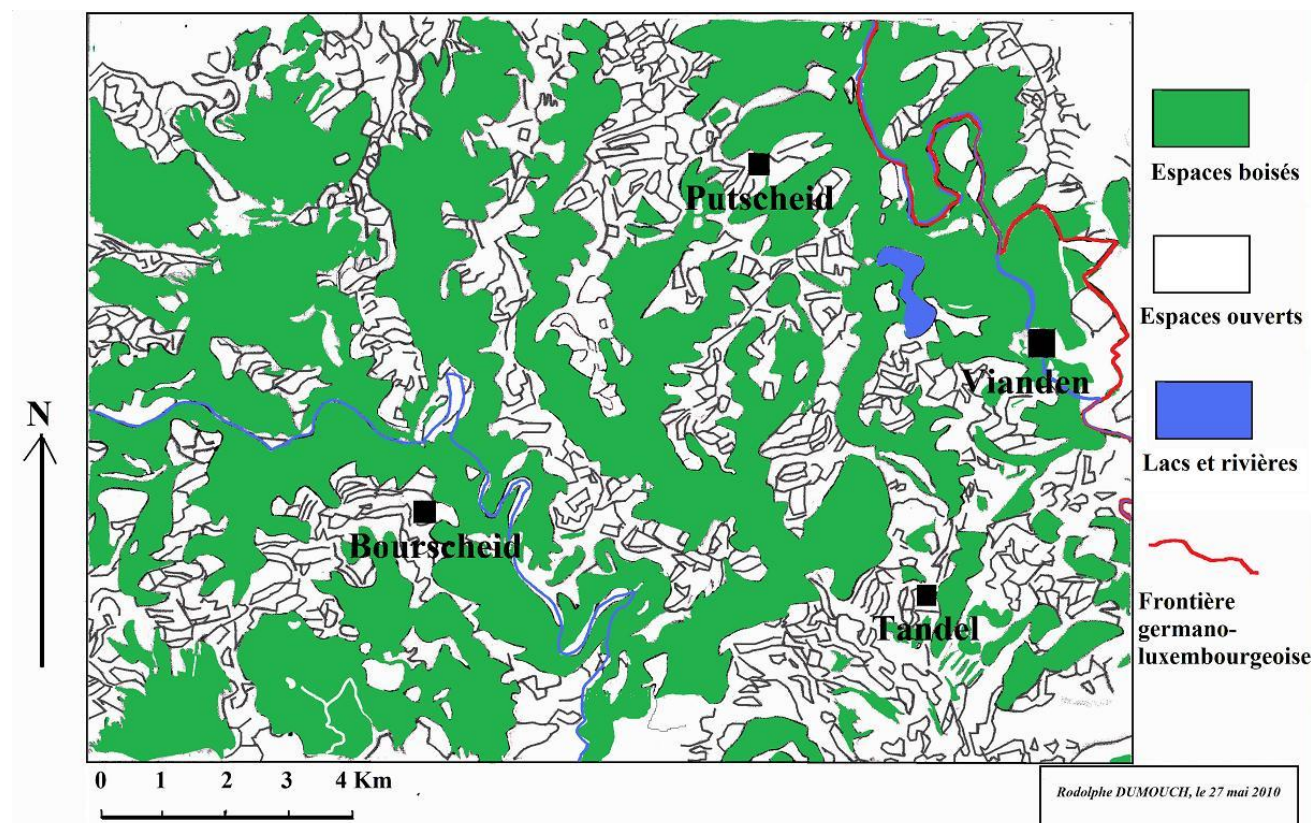 Putscheid
Vianden
Bourscheid
Tandel
N
Espaces boisés
Espaces ouverts
Lacs et rivières
Frontière
germano-
luxembourgeoise
0 1 2 3 4 Km
Rodolphe DUMOUCH, le 27 mai 2010